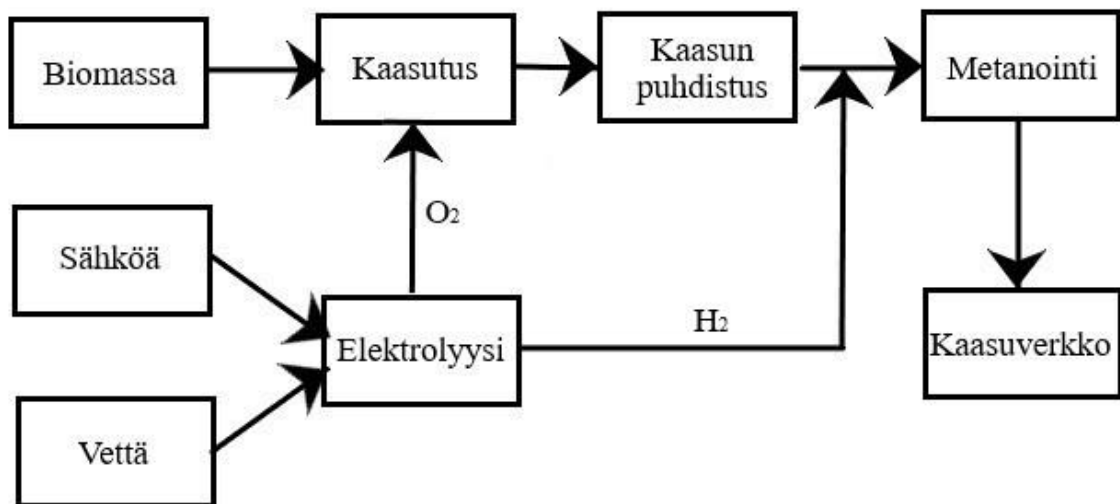 Biomassa
Kaasutus
Kaasun
puhdistus
Metanointi
Sähköä
O₂
Elektrolyysi
H₂
Kaasuverkko
Vettä